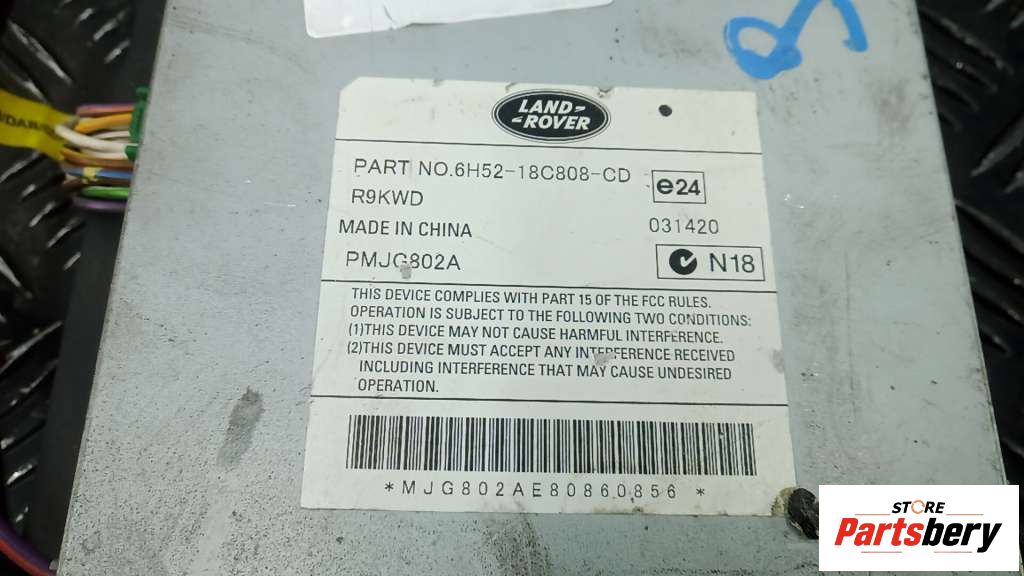 LAND-
-ROVER
PART NO.6H52-18C808-CD
e24
R9KWD
MADE IN CHINA
031420
PMJG802A
N18
THIS DEVICE COMPLIES WITH PART 15 OF THE FCC RULES.
OPERATION IS SUBJECT TO THE FOLLOWING TWO CONDITIONS:
(1)THIS DEVICE MAY NOT CAUSE HARMFUL INTERFERENCE.
(2)THIS DEVICE MUST ACCEPT ANY INTERFERENCE RECEIVED
INCLUDING INTERFERENCE THAT MAY CAUSE UNDESIRED
OPERATION.
*MJG802AE80860856*
STORE
Partsbery